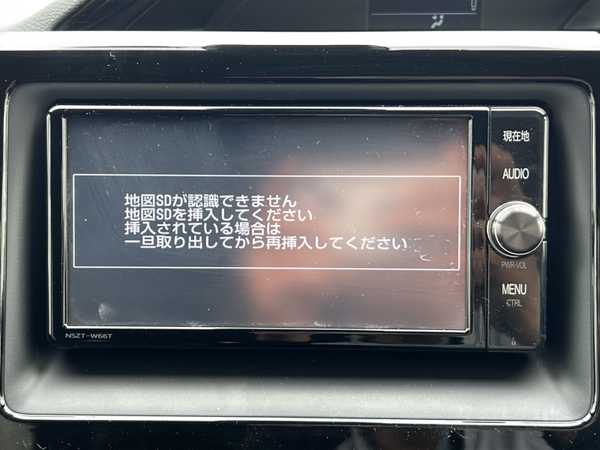 現在地
AUDIO
地図SDが認識できません
地図SDを挿入してください
挿入されている場合は
一旦取り出してから再挿入してください
PWR·VOL
MENU
CTRL
NSZT-W66T